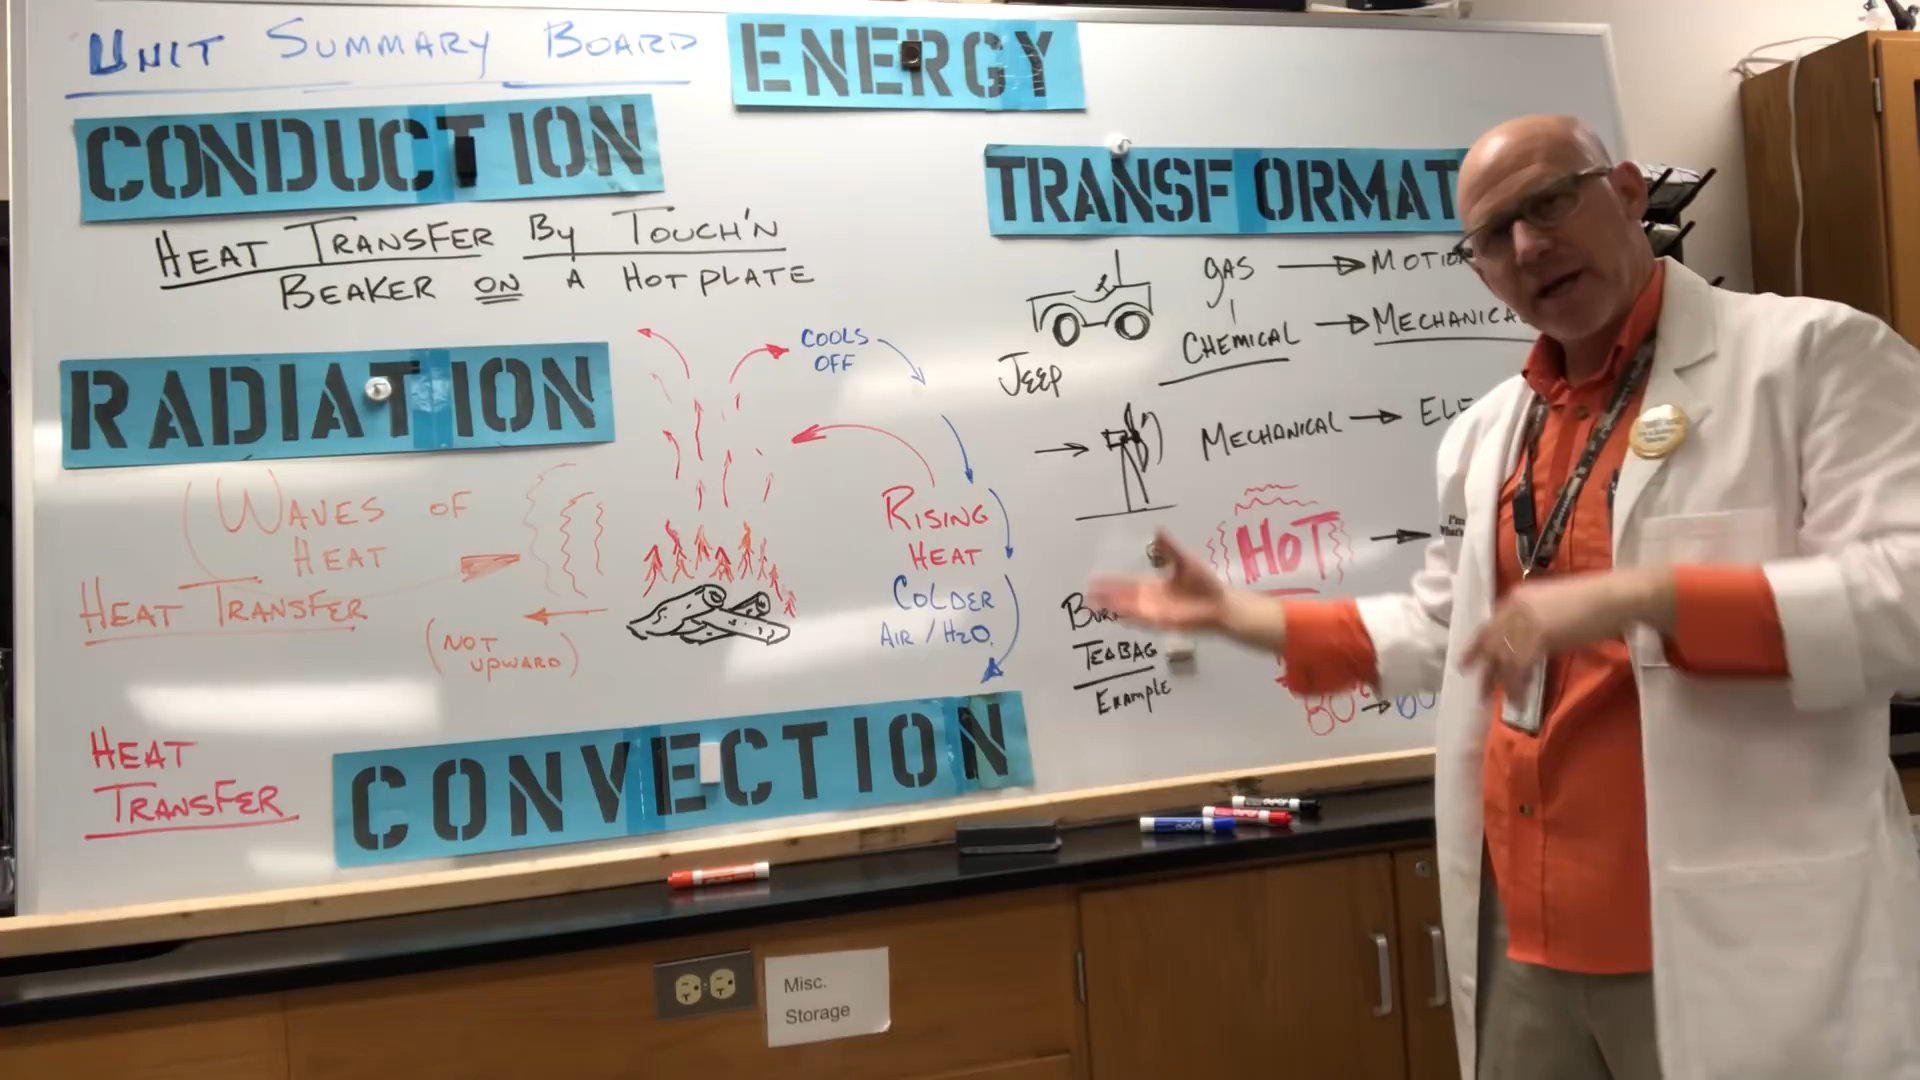 UNIT SUMMARY BOARD
ENERGY
CONDUCTION
HEAT TRANSFER By TOUCH'N
BEAKER ON A HOT PLATE
RADIATION
WAVES OF
HEAT
HEAT TRANSFER
(NOT
UPWARD)
COOLS
OFF
RISING
HEAT
COLDER
AIR / H2O.
HEAT
TRANSFER
CONVECTION
TRANSFORMAT
GAS
MOTIO
CHEMICAL
MECHANICA
JEEP
MECHANICAL
ELE
HOT
TEABAG
Example
I'm
Misc.
Storage